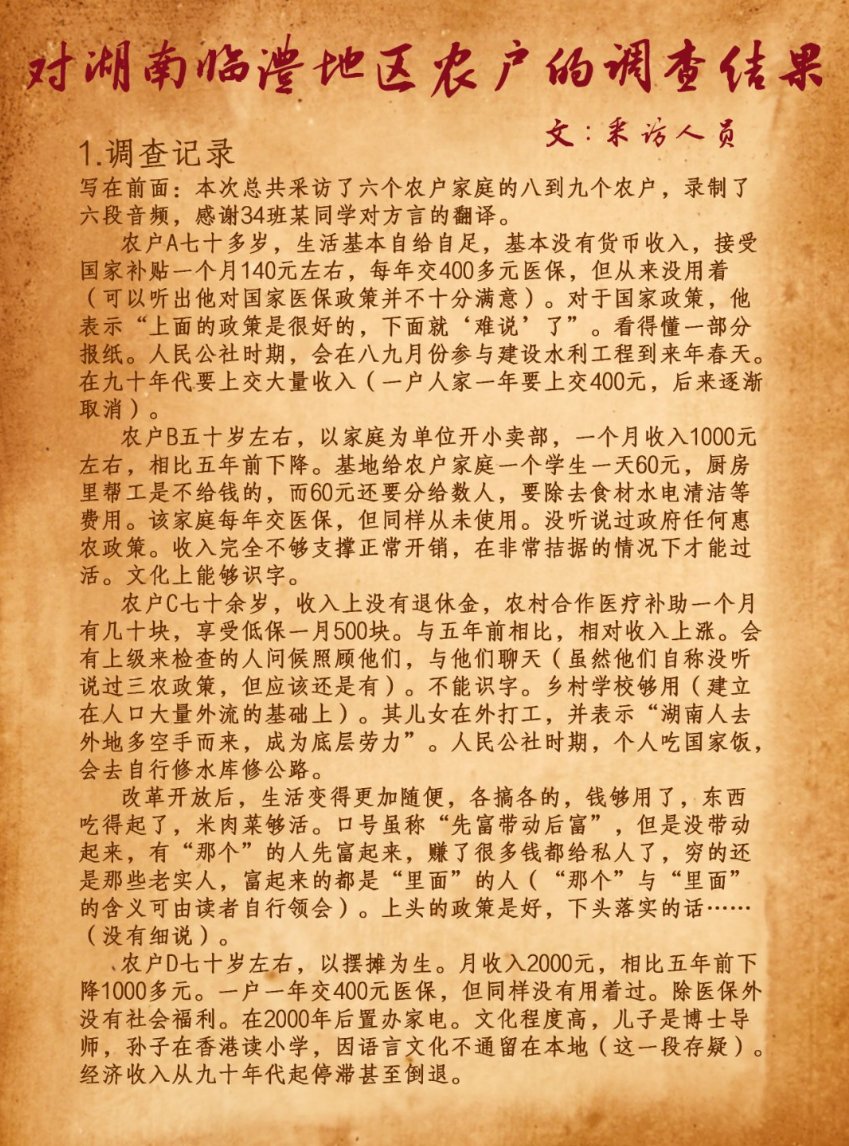 对湖南临澧地区农户的调查结果
文:采访人员
1.调查记录
写在前面：本次总共采访了六个农户家庭的八到九个农户，录制了
六段音频，感谢34班某同学对方言的翻译。
农户A七十多岁，生活基本自给自足，基本没有货币收入，接受
国家补贴一个月140元左右，每年交400多元医保，但从来没用着
（可以听出他对国家医保政策并不十分满意）。对于国家政策，他
表示“上面的政策是很好的，下面就‘难说’了”。看得懂一部分
报纸。人民公社时期，会在八九月份参与建设水利工程到来年春天。
在九十年代要上交大量收入（一户人家一年要上交400元，后来逐渐
取消）。
农户B五十岁左右，以家庭为单位开小卖部，一个月收入1000元
左右，相比五年前下降。基地给农户家庭一个学生一天60元，厨房
里帮工是不给钱的，而60元还要分给数人，要除去食材水电清洁等
费用。该家庭每年交医保，但同样从未使用。没听说过政府任何惠
农政策。收入完全不够支撑正常开销，在非常拮据的情况下才能过
活。文化上能够识字。
农户C七十余岁，收入上没有退休金，农村合作医疗补助一个月
有几十块，享受低保一月500块。与五年前相比，相对收入上涨。会
有上级来检查的人问候照顾他们，与他们聊天（虽然他们自称没听
说过三农政策，但应该还是有）。不能识字。乡村学校够用（建立
在人口大量外流的基础上）。其儿女在外打工，并表示“湖南人去
外地多空手而来，成为底层劳力”。人民公社时期，个人吃国家饭，
会去自行修水库修公路。
改革开放后，生活变得更加随便，各搞各的，钱够用了，东西
吃得起了，米肉菜够活。口号虽称“先富带动后富”，但是没带动
起来，有“那个”的人先富起来，赚了很多钱都给私人了，穷的还
是那些老实人，富起来的都是“里面”的人（“那个”与“里面”
的含义可由读者自行领会）。上头的政策是好，下头落实的话……
（没有细说）。
农户D七十岁左右，以摆摊为生。月收入2000元，相比五年前下
降1000多元。一户一年交400元医保，但同样没有用着过。除医保外
没有社会福利。在2000年后置办家电。文化程度高，儿子是博士导
师，孙子在香港读小学，因语言文化不通留在本地（这一段存疑）。
经济收入从九十年代起停滞甚至倒退。